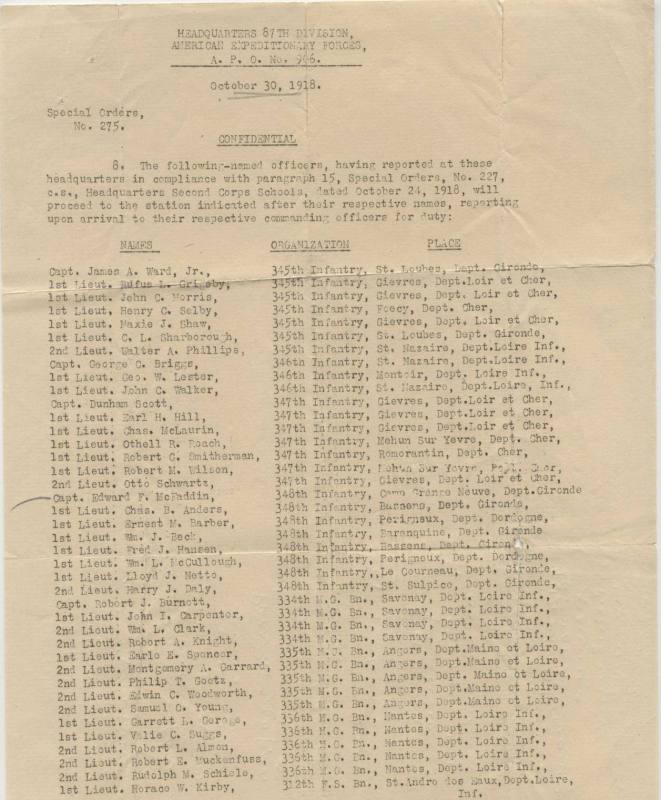 HEADQUARTERS 87TH DIVISION,
AMERICAN EXPEDITIONARY FORCES,
A. P. O. No. 906.
October 30, 1918.
Special Orders,
No. 275.
CONFIDENTIAL
8. The following-named officers, having reported at these
headquarters in compliance with paragraph 15, Special Orders, No. 227,
c.s., Headquarters Second Corps Schools, dated October 24, 1918, will
proceed to the station indicated after their respective names, reporting
upon arrival to their respective commanding officers for duty:
NAMES ORGANIZATION PLACE
Capt. James A. Ward, Jr., 345th Infantry, St. Loubes, Dept. Gironde,
1st Lieut. Rufus L. Grigsby, 345th Infantry, Gievres, Dept.Loir et Cher,
1st Lieut. John C. Morris, 345th Infantry, Gievres, Dept. Loir et Cher,
1st Lieut. Henry C. Selby, 345th Infantry, Foecy, Dept. Cher,
1st Lieut. Maxie J. Shaw, 345th Infantry, Gievres, Dept. Loir et Cher,
1st Lieut. C. L. Sharborough, 345th Infantry, St. Loubes, Dept. Gironde,
2nd Lieut. Walter A. Phillips, 345th Infantry, St. Nazaire, Dept.Loire Inf.,
Capt. George C. Briggs, 346th Infantry, St. Nazaire, Dept.Loire Inf.,
1st Lieut. Geo. W. Lester, 346th Infantry, Montoir, Dept. Loire Inf.,
1st Lieut. John C. Walker, 346th Infantry, St. Nazaire, Dept.Loire, Inf.,
Capt. Dunham Scott, 347th Infantry, Gievres, Dept.Loir et Cher,
1st Lieut. Earl H. Hill, 347th Infantry, Gievres, Dept.Loir et Cher,
1st Lieut. Chas. McLaurin, 347th Infantry, Gievres, Dept.Loir et Cher,
1st Lieut. Othell R. Roach, 347th Infantry, Mehun Sur Yevre, Dept. Cher,
1st Lieut. Robert G. Smitherman, 347th Infantry, Romorantin, Dept. Cher,
1st Lieut. Robert M. Wilson, 347th Infantry, Mehun Sur Yevre, Cher,
2nd Lieut. Otto Schwartz, 347th Infantry, Gievres, Dept. Loir et Cher,
Capt. Edward F. McFaddin, 348th Infantry, Camp Grange Neuve, Dept.Gironde
1st Lieut. Chas. B. Anders, 348th Infantry, Bassens, Dept. Gironde,
1st Lieut. Ernest M. Barber, 348th Infantry, Perigneux, Dept. Dordogne,
1st Lieut. Wm. J. Beck, 348th Infantry, Baranquine, Dept. Gironde
1st Lieut. Fred J. Hansen, 348th Infantry, Bassens, Dept. Gironde,
1st Lieut. Wm. L. McCullough, 348th Infantry, Perigneux, Dept. Dordogne,
1st Lieut. Lloyd J. Netto, 348th Infantry, Le Courneau, Dept. Gironde,
2nd Lieut. Harry J. Daly, 348th Infantry, St. Sulpice, Dept. Gironde,
Capt. Robert J. Burnett, 334th M.G. Bn., Savenay, Dept. Loire Inf.,
1st Lieut. John I. Carpenter, 334th M.G. Bn., Savenay, Dept. Loire Inf.,
2nd Lieut. Wm. L. Clark, 334th M.G. Bn., Savenay, Dept. Loire Inf.,
2nd Lieut. Robert A. Knight, 334th M.G. Bn., Savenay, Dept. Loire Inf.,
1st Lieut. Earle E. Spencer, 335th M.G. Bn., Angers, Dept.Maine et Loire,
2nd Lieut. Montgomery A. Carrard, 335th M.G. Bn., Angers, Dept.Maine et Loire,
2nd Lieut. Philip T. Goetz, 335th M.G. Bn., Angers, Dept. Maine et Loire,
2nd Lieut. Edwin C. Woodworth, 335th M.G. Bn., Angers, Dept.Maine et Loire,
2nd Lieut. Samuel O. Young, 335th M.G. Bn., Angers, Dept.Maine et Loire,
1st Lieut. Garrett L. 336th M.G. Bn., Nantes, Dept. Loire Inf.,
1st Lieut. Valie C. Suggs, 336th M.G. Bn., Nantes, Dept. Loire Inf.,
2nd Lieut. Robert L. Almon, 336th M.G. Bn., Nantes, Dept. Loire Inf.,
2nd Lieut. Robert E. Muckenfuss, 336th M.G. Bn., Nantes, Dept. Loire Inf.,
2nd Lieut. Rudolph M. Schiele, 336th M.G. Bn., Nantes, Dept. Loire Inf.,
1st Lieut. Horace W. Kirby, 312th F.S. Bn., St.Andre des Eaux,Dept.Loire,
Inf.